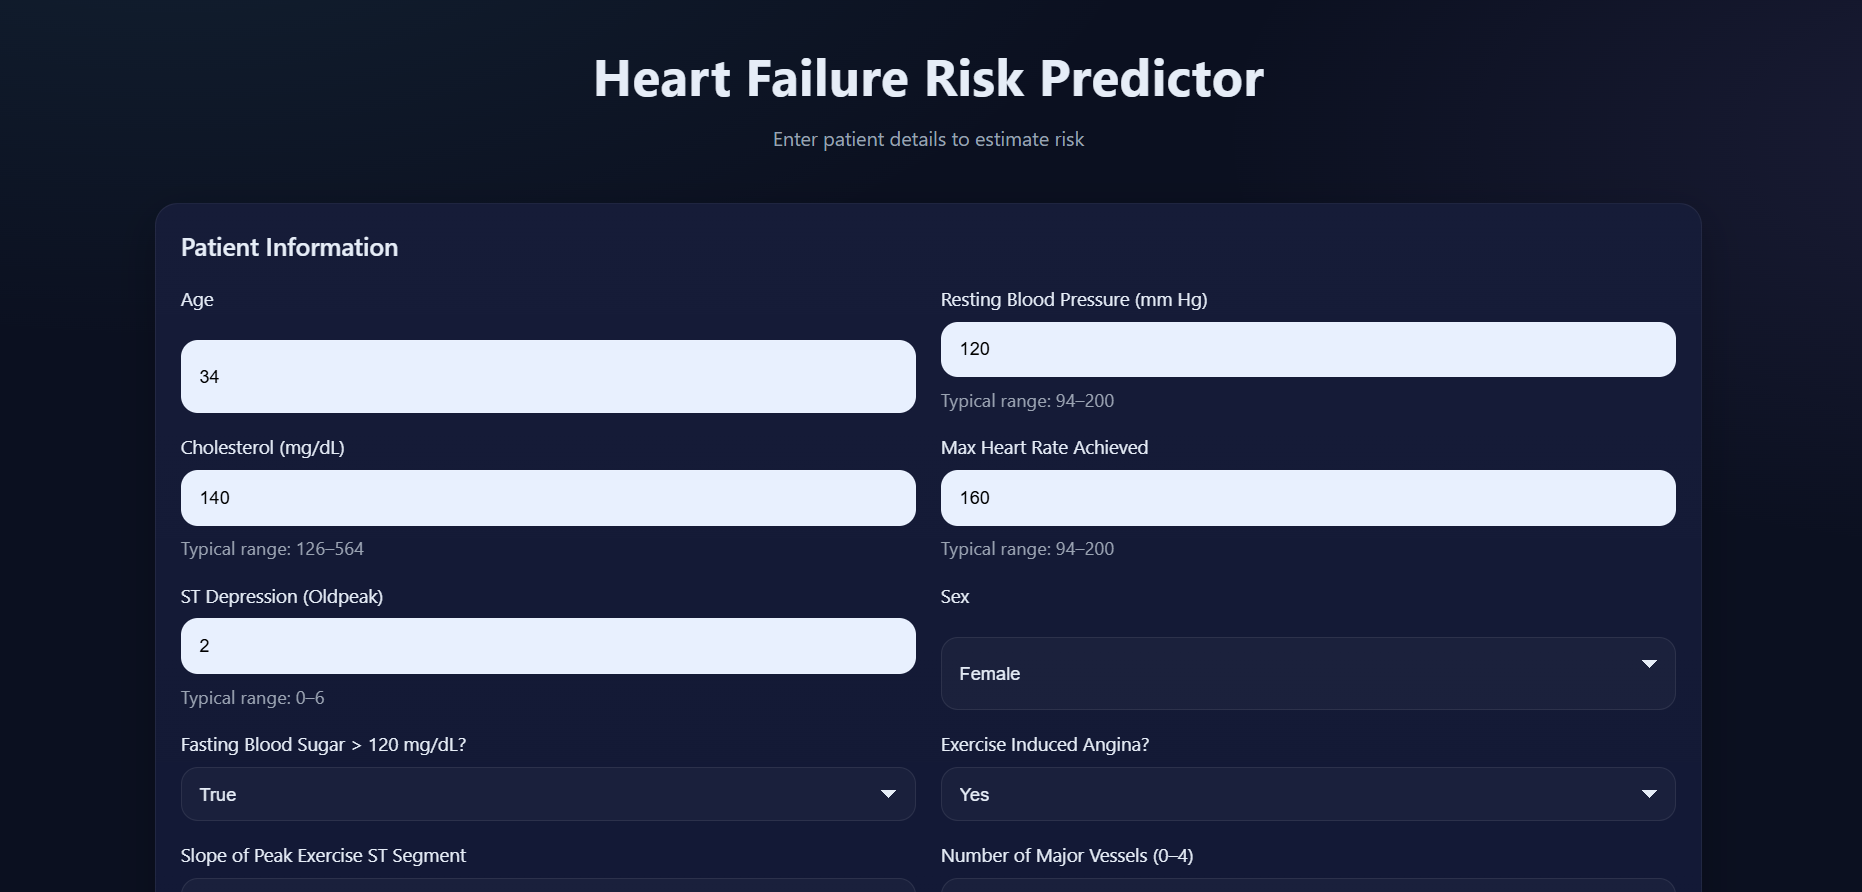 Heart Failure Risk Predictor
Enter patient details to estimate risk
Patient Information
Age
34
Resting Blood Pressure (mm Hg)
120
Typical range: 94–200
Cholesterol (mg/dL)
140
Typical range: 126–564
Max Heart Rate Achieved
160
Typical range: 94–200
ST Depression (Oldpeak)
2
Typical range: 0–6
Sex
Female
Fasting Blood Sugar > 120 mg/dL?
True
Exercise Induced Angina?
Yes
Slope of Peak Exercise ST Segment
Number of Major Vessels (0–4)